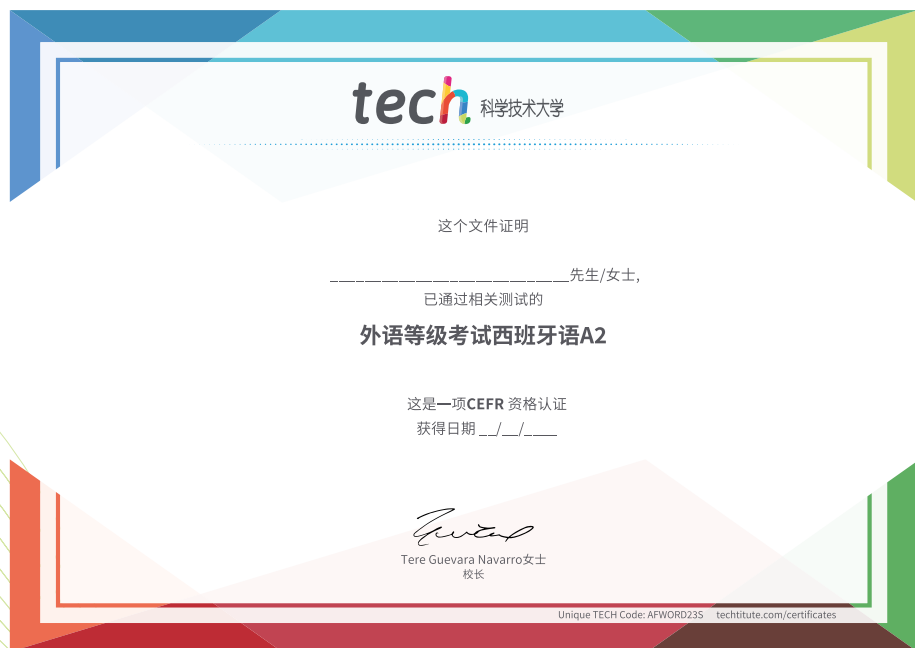 tech 科学技术大学
这个文件证明
____________________________先生/女士,
已通过相关测试的
外语等级考试西班牙语A2
这是一项CEFR 资格认证
获得日期 __/__/____
Tere Guevara Navarro女士
校长
Unique TECH Code: AFWORD23S techtitute.com/certificates